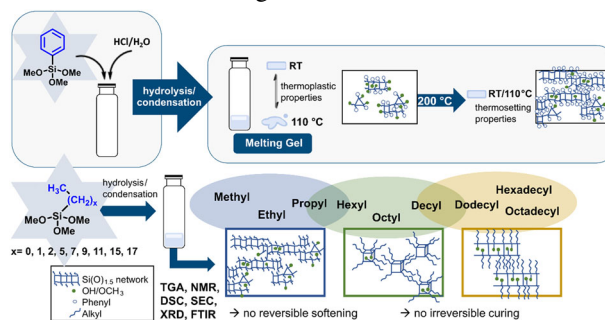 HCl/H₂O
MeO-Si-OMe
OMe
hydrolysis/
condensation
RT
thermoplastic
properties
110 °C
Melting Gel
200 °C
RT/110°C
thermosetting
properties
H₃C
(CH₂)ₓ
MeO-Si-OMe
OMe
x= 0, 1, 2, 5, 7, 9, 11, 15, 17
hydrolysis/
condensation
Si(O)₁.₅ network
OH/OCH₃
Phenyl
Alkyl
TGA, NMR,
DSC, SEC,
XRD, FTIR
Methyl
Ethyl
Propyl
Hexyl
Octyl
Decyl
Dodecyl
Hexadecyl
Octadecyl
→ no reversible softening
→ no irreversible curing